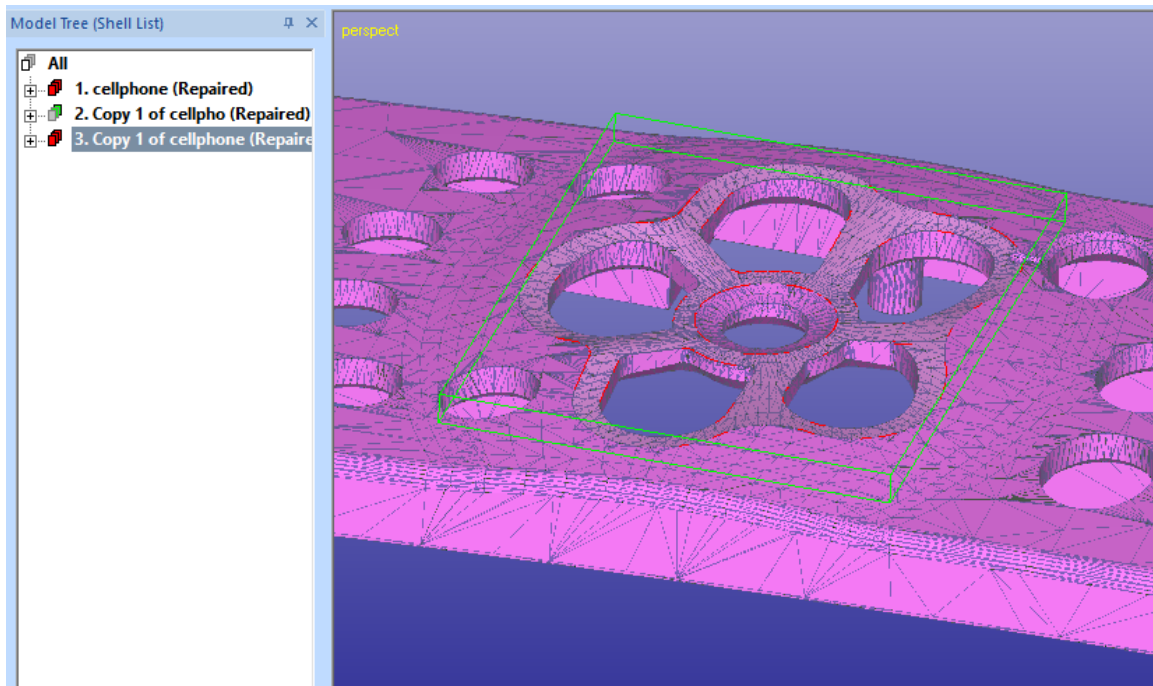 Model Tree (Shell List)
perspect
All
1. cellphone (Repaired)
2. Copy 1 of cellpho (Repaired)
3. Copy 1 of cellphone (Repaire